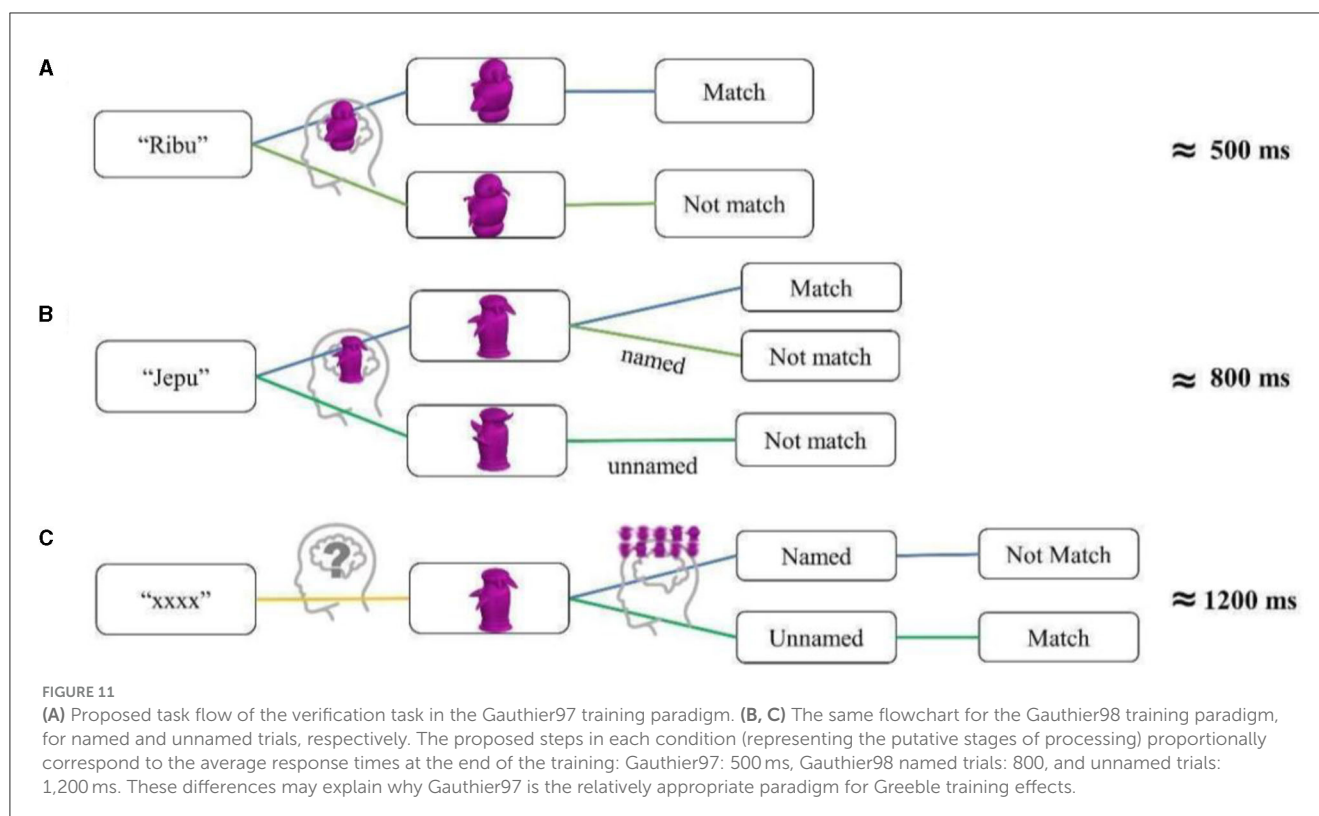 A
“Ribu”
Match
Not match
≈ 500 ms
B
“Jepu”
Match
named
Not match
unnamed
Not match
≈ 800 ms
C
“xxxx”
?
Named
Not Match
Unnamed
Match
≈ 1200 ms
FIGURE 11
(A) Proposed task flow of the verification task in the Gauthier97 training paradigm. (B, C) The same flowchart for the Gauthier98 training paradigm,
for named and unnamed trials, respectively. The proposed steps in each condition (representing the putative stages of processing) proportionally
correspond to the average response times at the end of the training: Gauthier97: 500 ms, Gauthier98 named trials: 800, and unnamed trials:
1,200 ms. These differences may explain why Gauthier97 is the relatively appropriate paradigm for Greeble training effects.